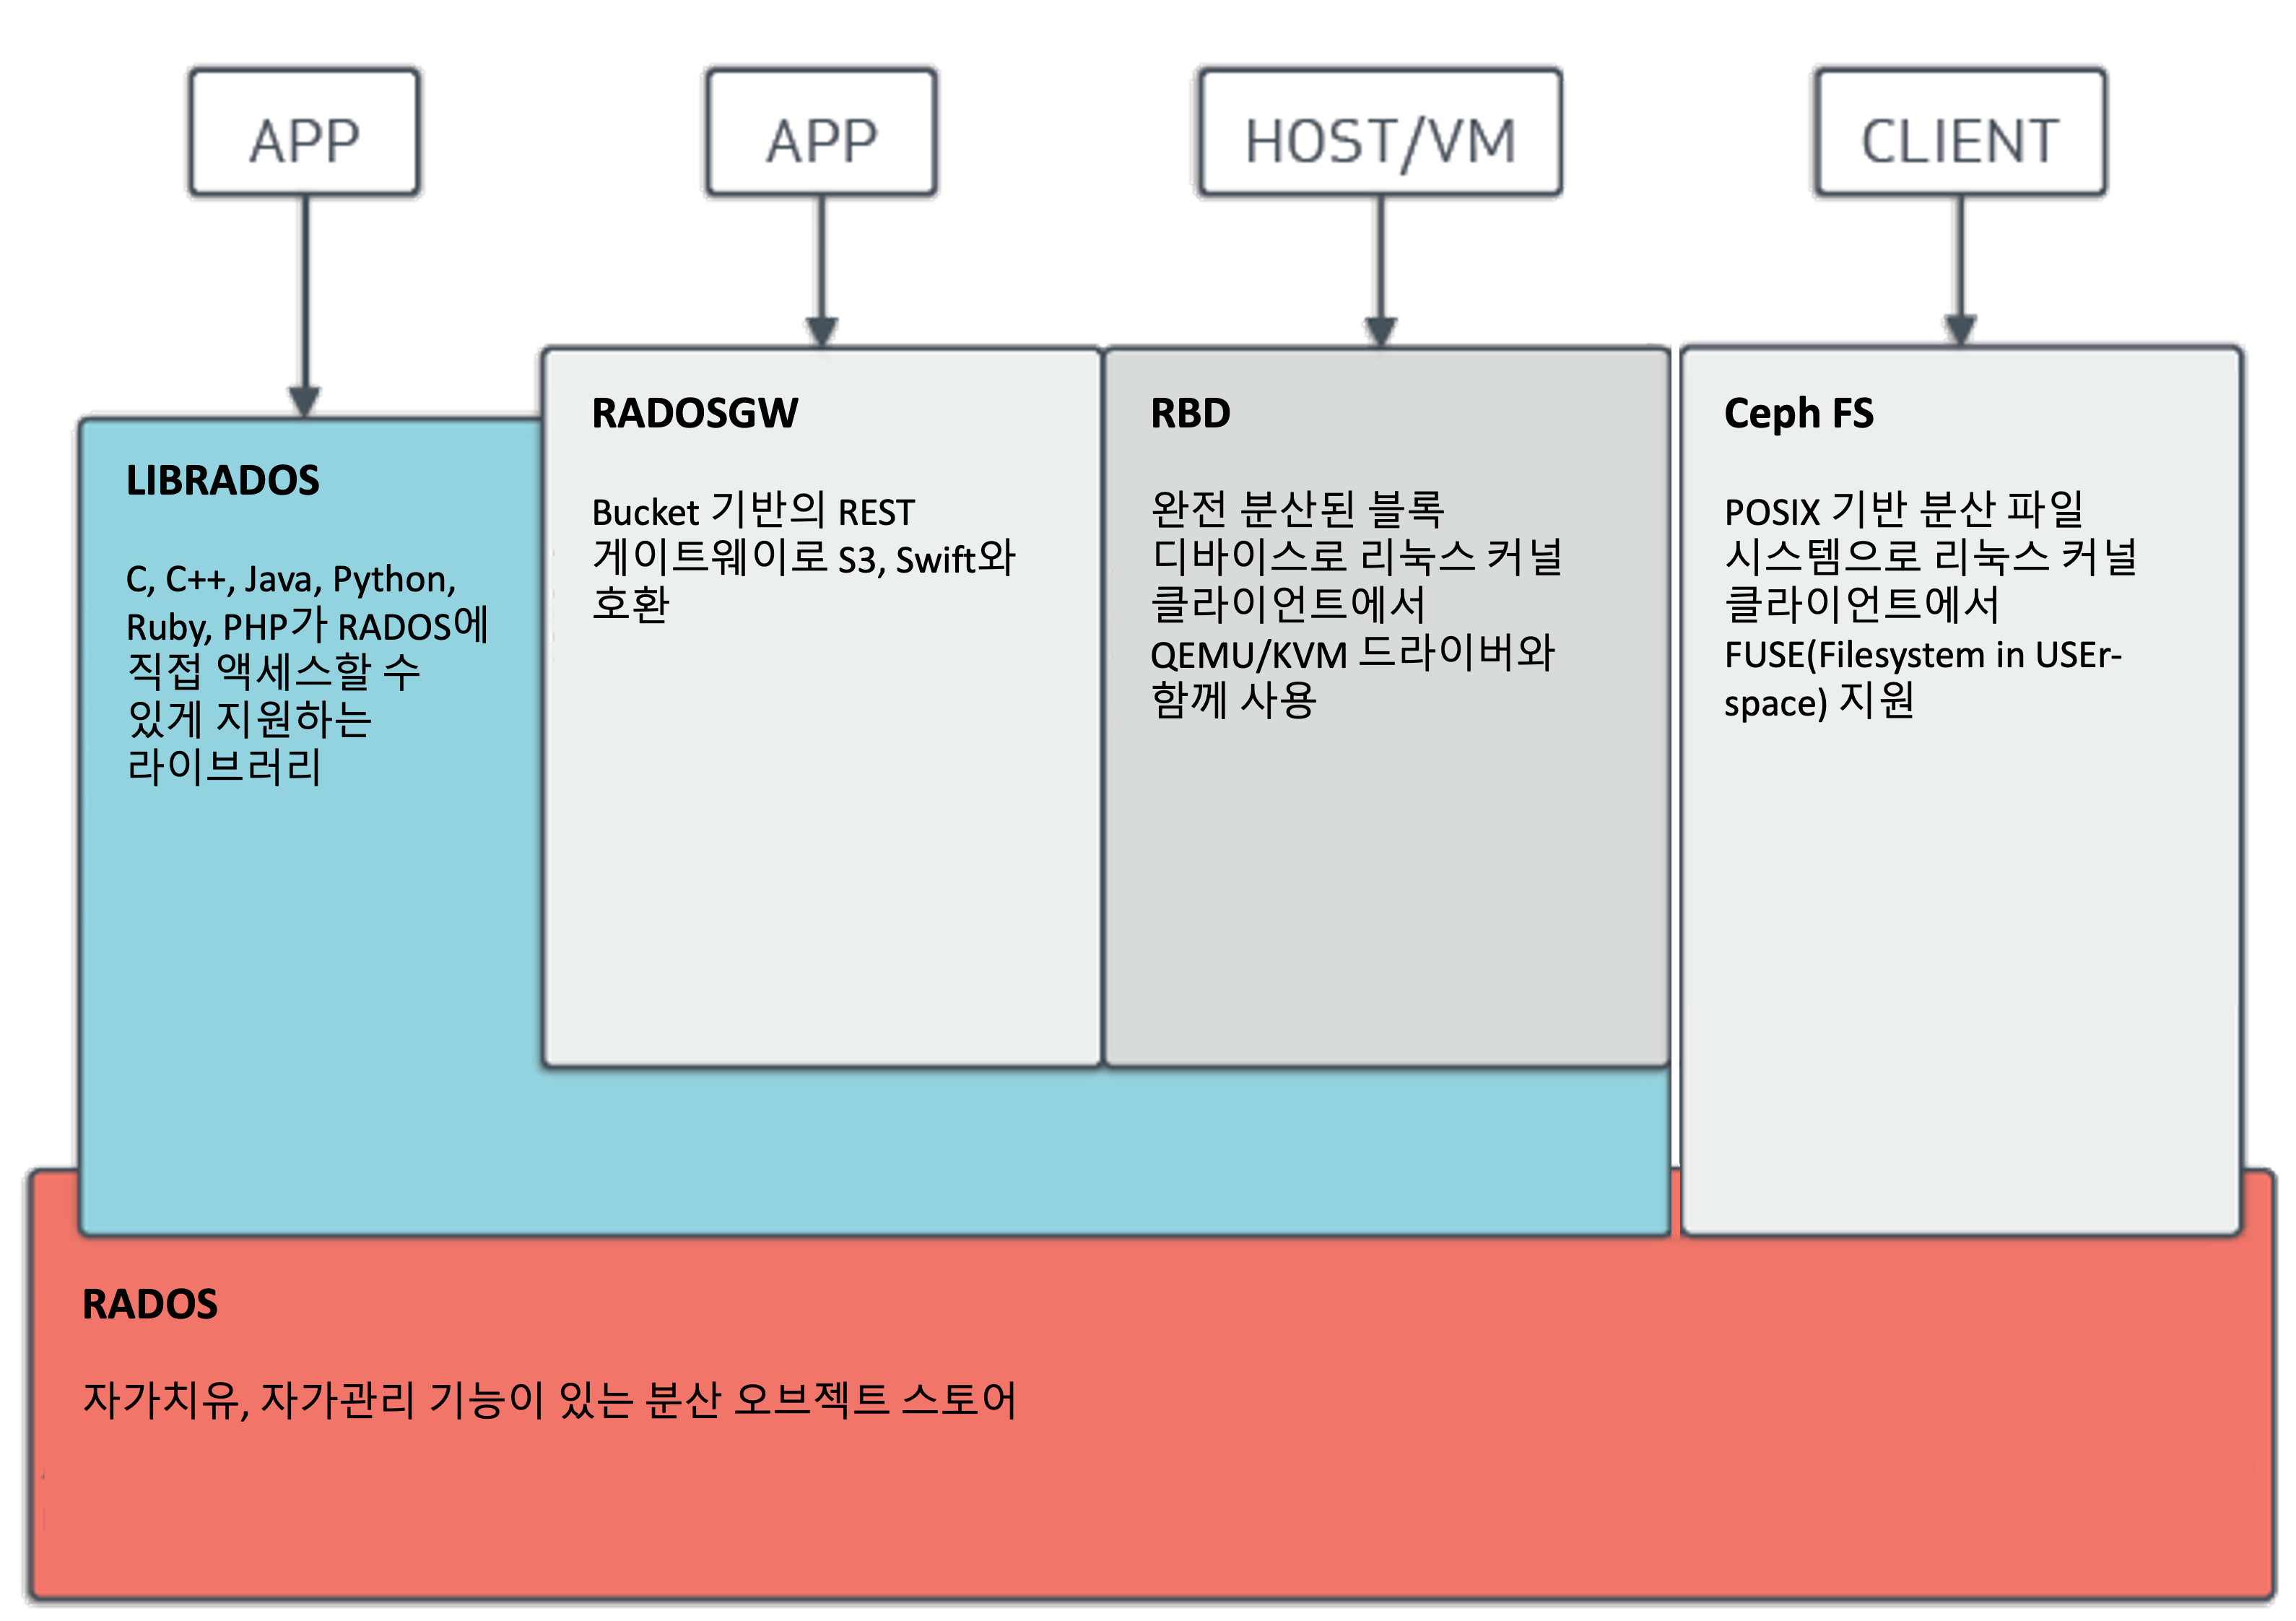 APP
APP
HOST/VM
CLIENT
LIBRADOS
C, C++, Java, Python,
Ruby, PHP가 RADOS에
직접 액세스할 수
있게 지원하는
라이브러리
RADOSGW
Bucket 기반의 REST
게이트웨이로 S3, Swift와
호환
RBD
완전 분산된 블록
디바이스로 리눅스 커널
클라이언트에서
QEMU/KVM 드라이버와
함께 사용
Ceph FS
POSIX 기반 분산 파일
시스템으로 리눅스 커널
클라이언트에서
FUSE(Filesystem in USEr-
space) 지원
RADOS
자가치유, 자가관리 기능이 있는 분산 오브젝트 스토어